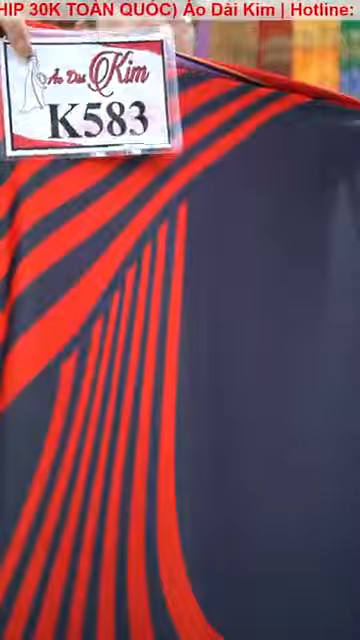 HIP 30K TOÀN QUỐC) Áo Dài Kim | Hotline:
Áo Dài Kim
K583